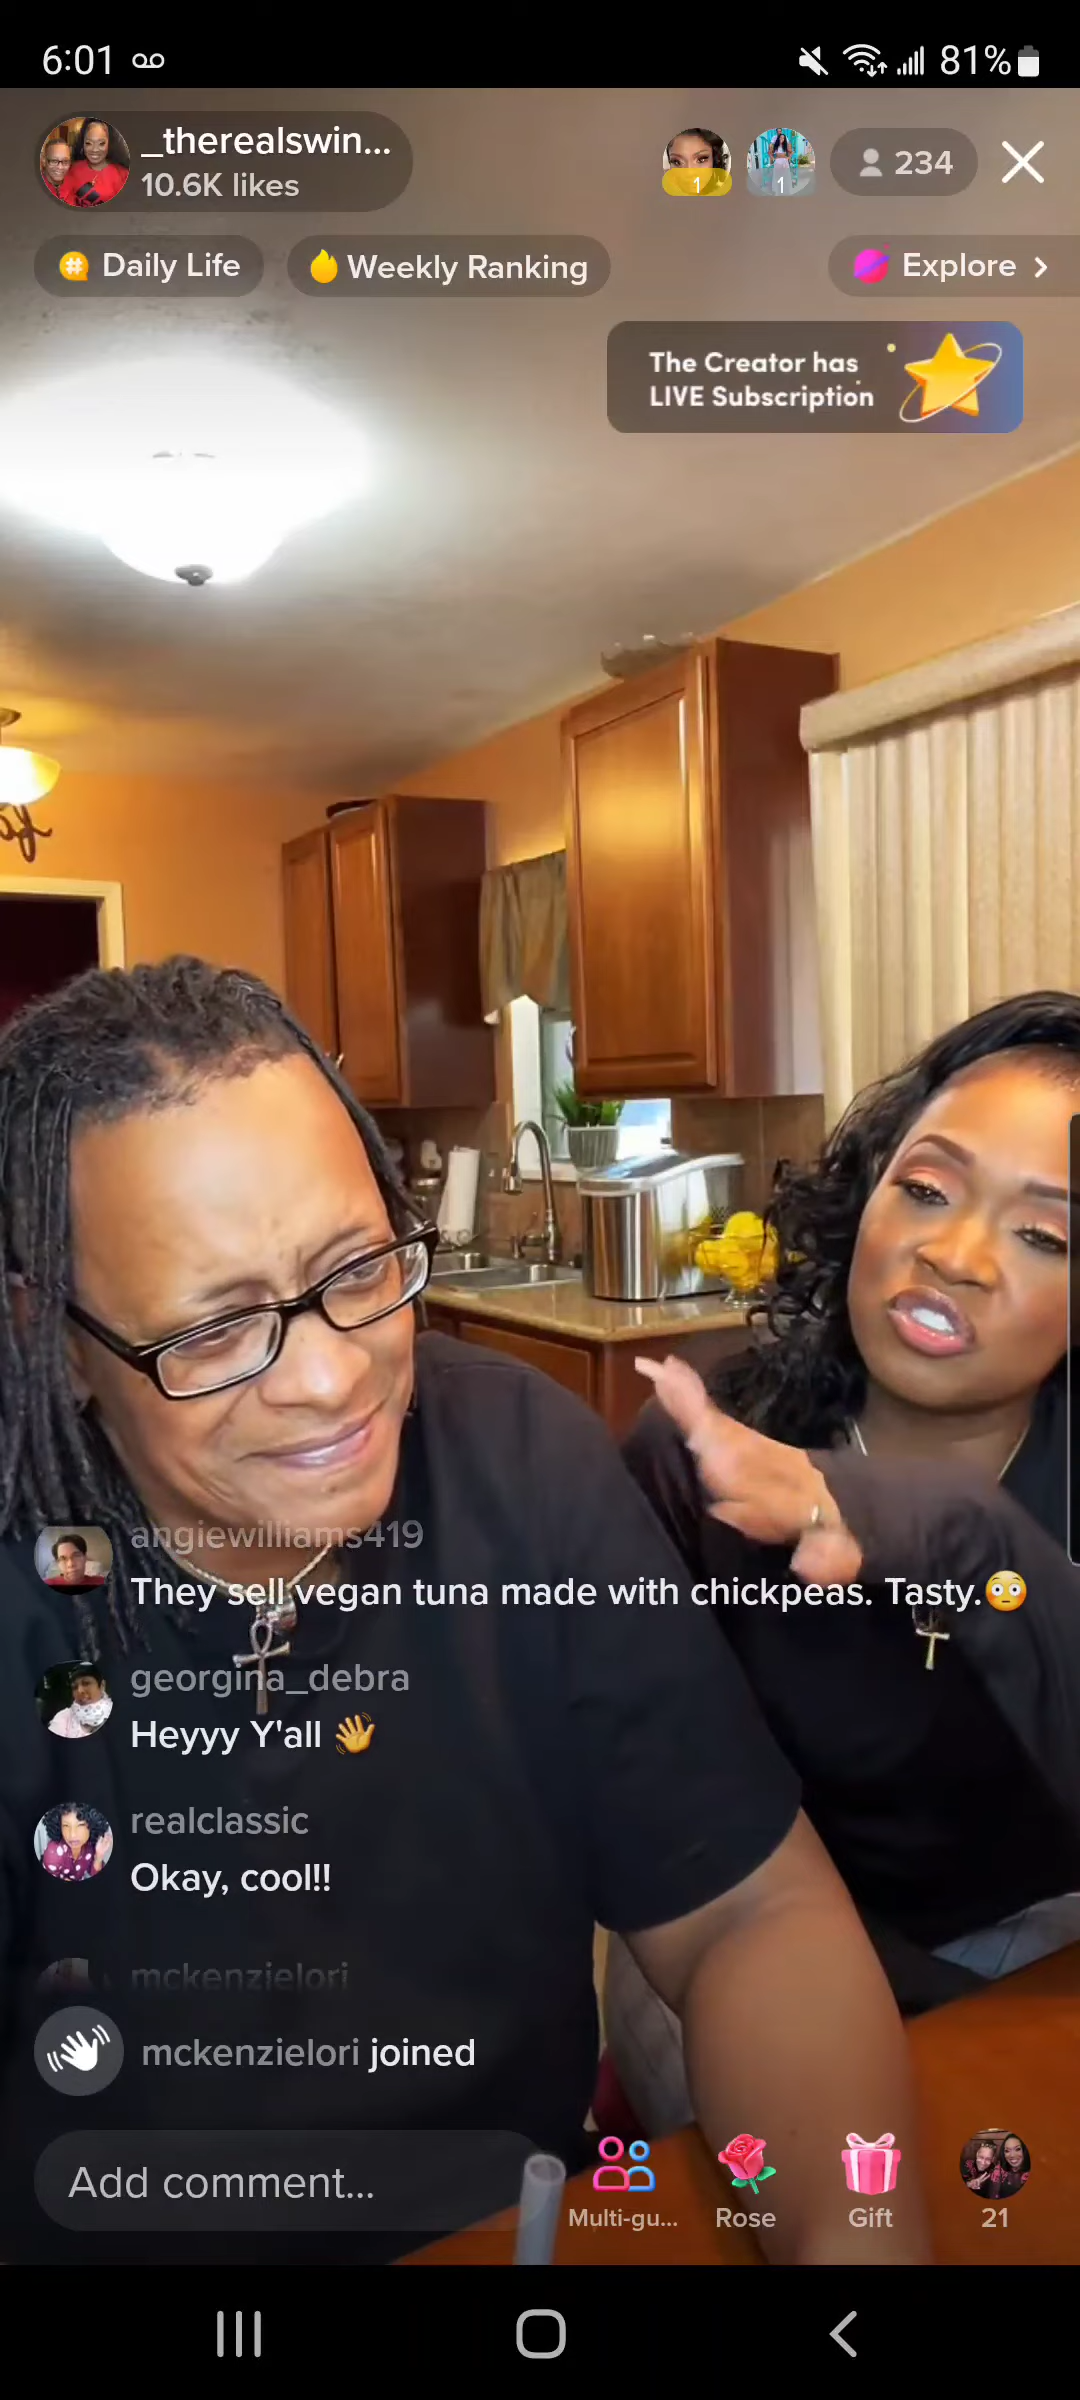 6:01
81%
_therealswin...
10.6K likes
1
1
234
Daily Life
Weekly Ranking
Explore
The Creator has
LIVE Subscription
angiewilliams419
They sell vegan tuna made with chickpeas. Tasty.😳
georgina_debra
Heyyy Y'all 👋
realclassic
Okay, cool!!
mckenzielori
mckenzielori joined
Add comment...
Multi-gu...
Rose
Gift
21